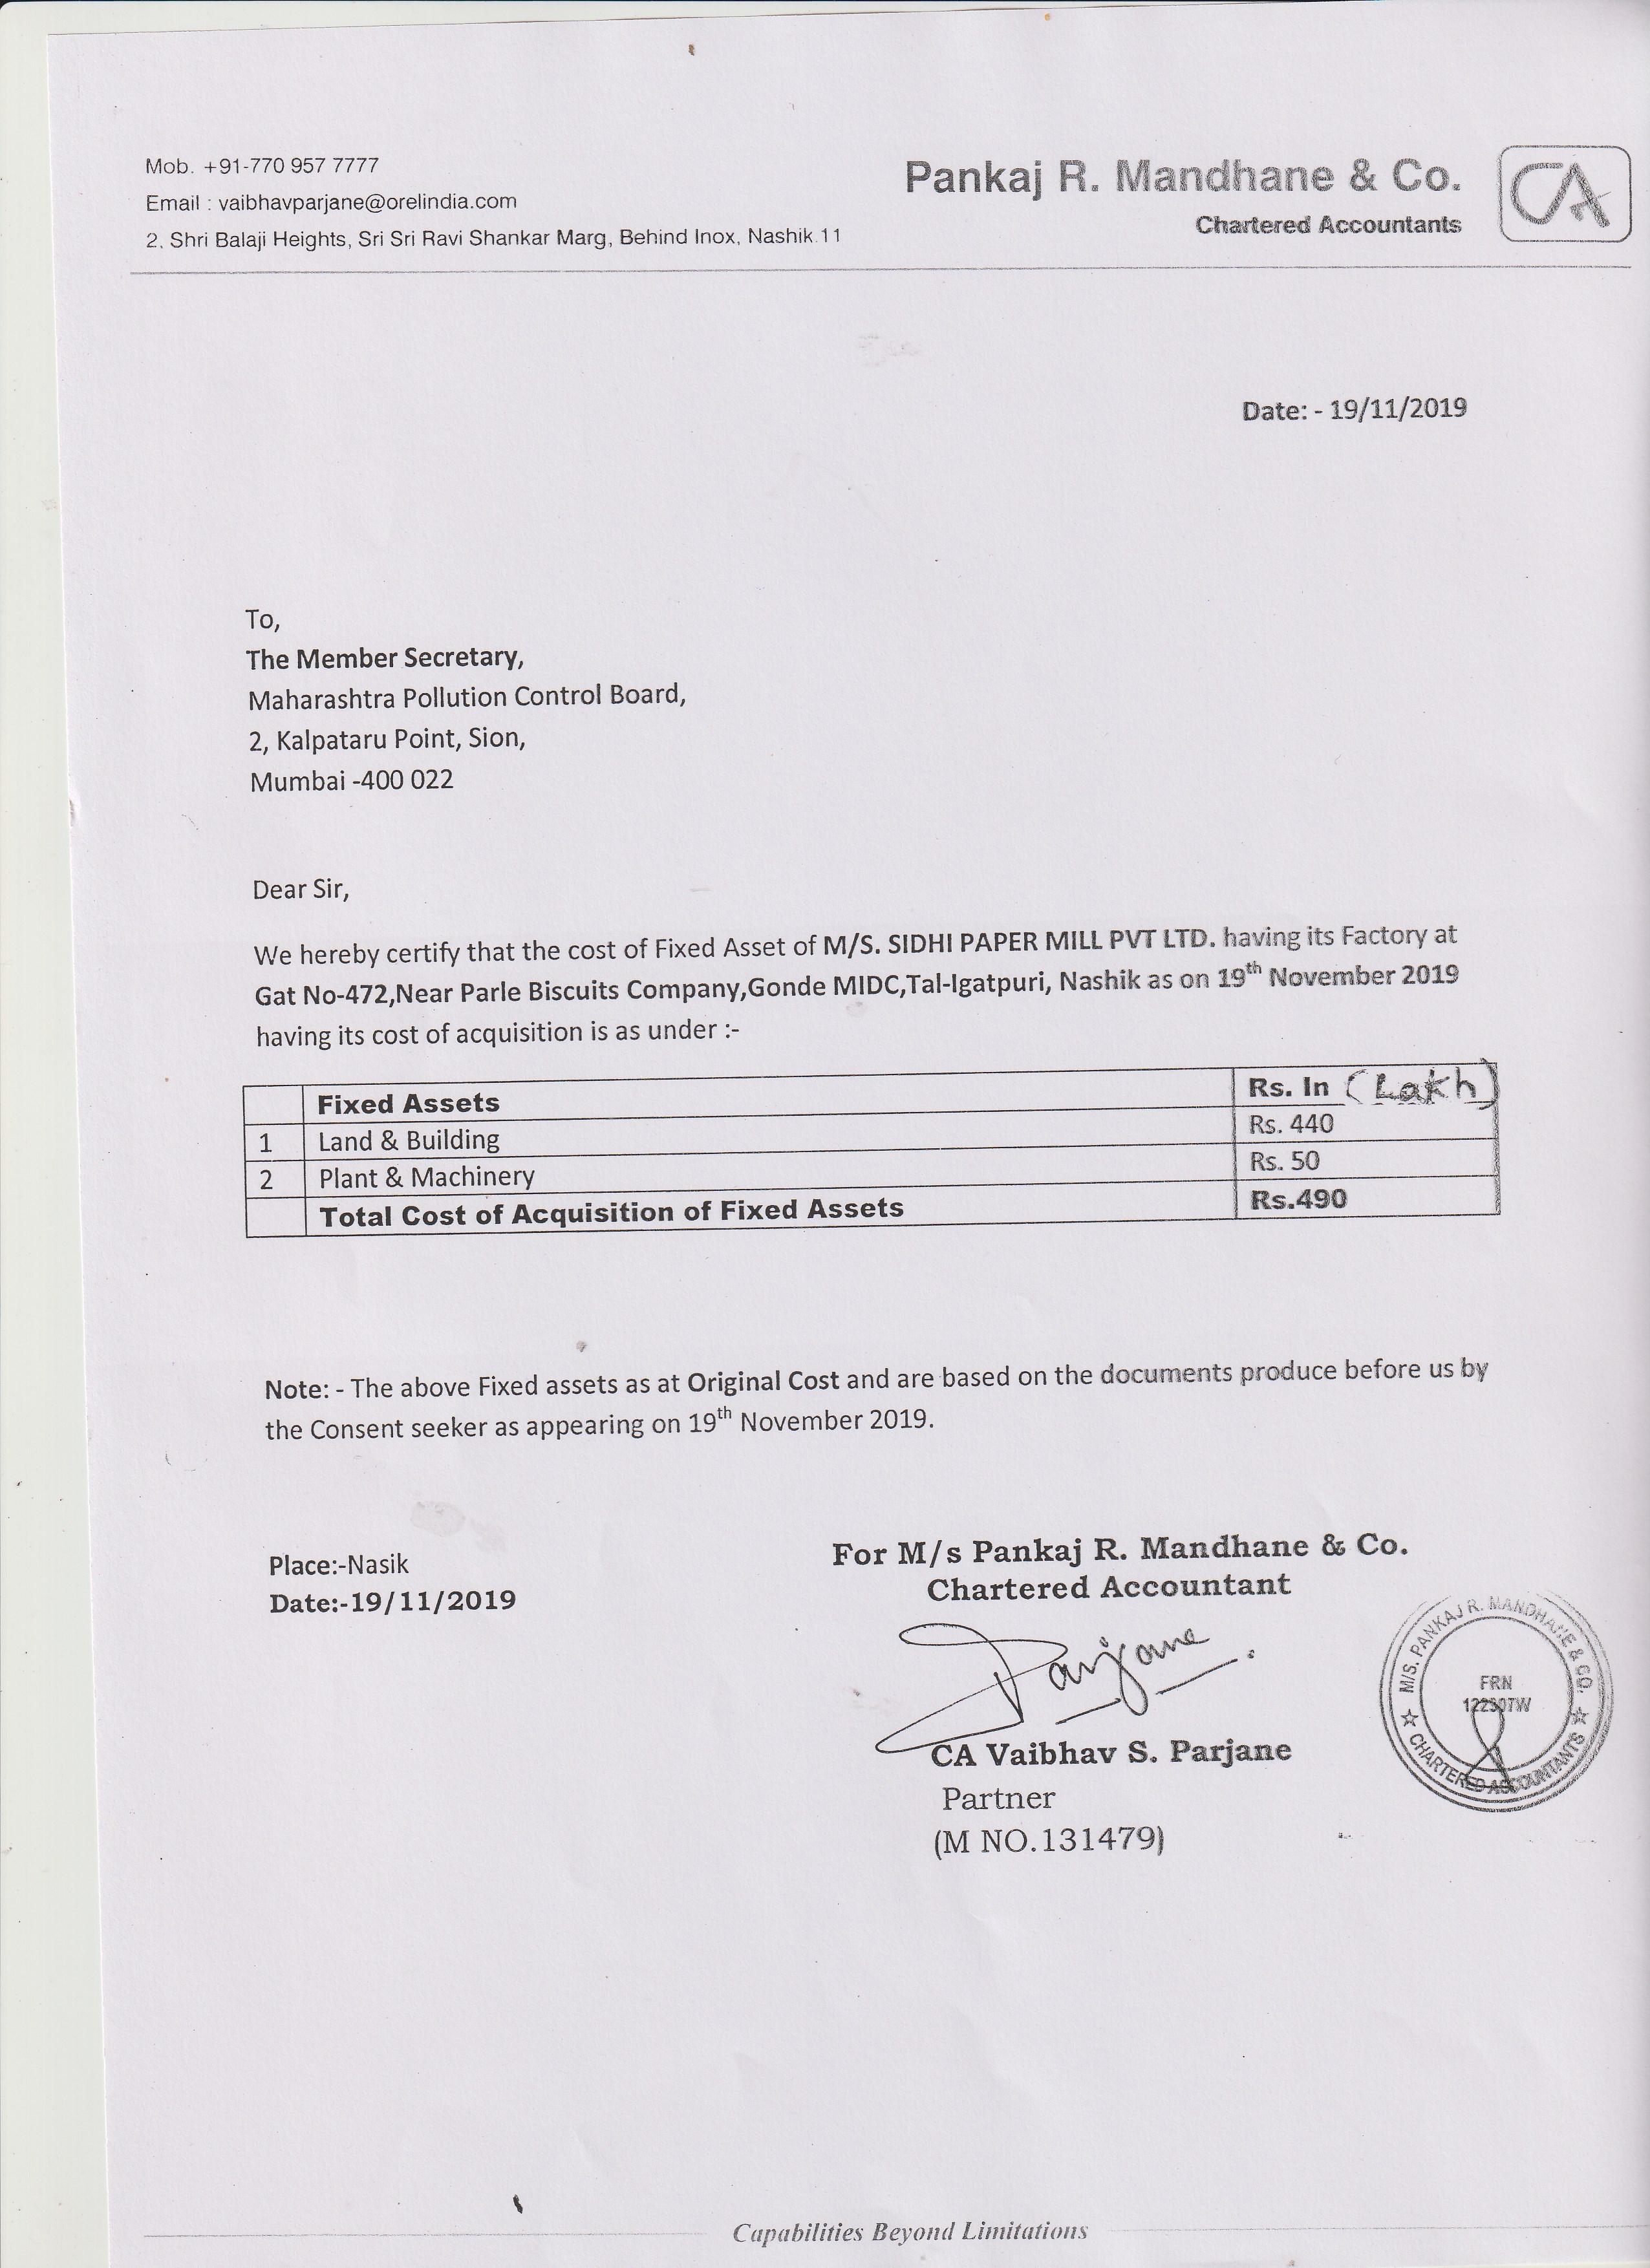 Mob. +91-770 957 7777
Email : vaibhavparjane@orelindia.com
2, Shri Balaji Heights, Sri Sri Ravi Shankar Marg, Behind Inox, Nashik.11
Pankaj R. Mandhane & Co.
Chartered Accountants
CA
Date: - 19/11/2019
To,
The Member Secretary,
Maharashtra Pollution Control Board,
2, Kalpataru Point, Sion,
Mumbai -400 022
Dear Sir,
We hereby certify that the cost of Fixed Asset of M/S. SIDHI PAPER MILL PVT LTD. having its Factory at
Gat No-472,Near Parle Biscuits Company,Gonde MIDC,Tal-Igatpuri, Nashik as on 19th November 2019
having its cost of acquisition is as under :-
Fixed Assets Rs. In (Lakh)
1 Land & Building Rs. 440
2 Plant & Machinery Rs. 50
Total Cost of Acquisition of Fixed Assets Rs.490
Note: - The above Fixed assets as at Original Cost and are based on the documents produce before us by
the Consent seeker as appearing on 19th November 2019.
Place:-Nasik
Date:-19/11/2019
For M/s Pankaj R. Mandhane & Co.
Chartered Accountant
Parjane
CA Vaibhav S. Parjane
Partner
(M NO.131479)
M/S. PANKAJ R. MANDHANE & CO.
FRN
122307W
CHARTERED ACCOUNTANTS
Capabilities Beyond Limitations